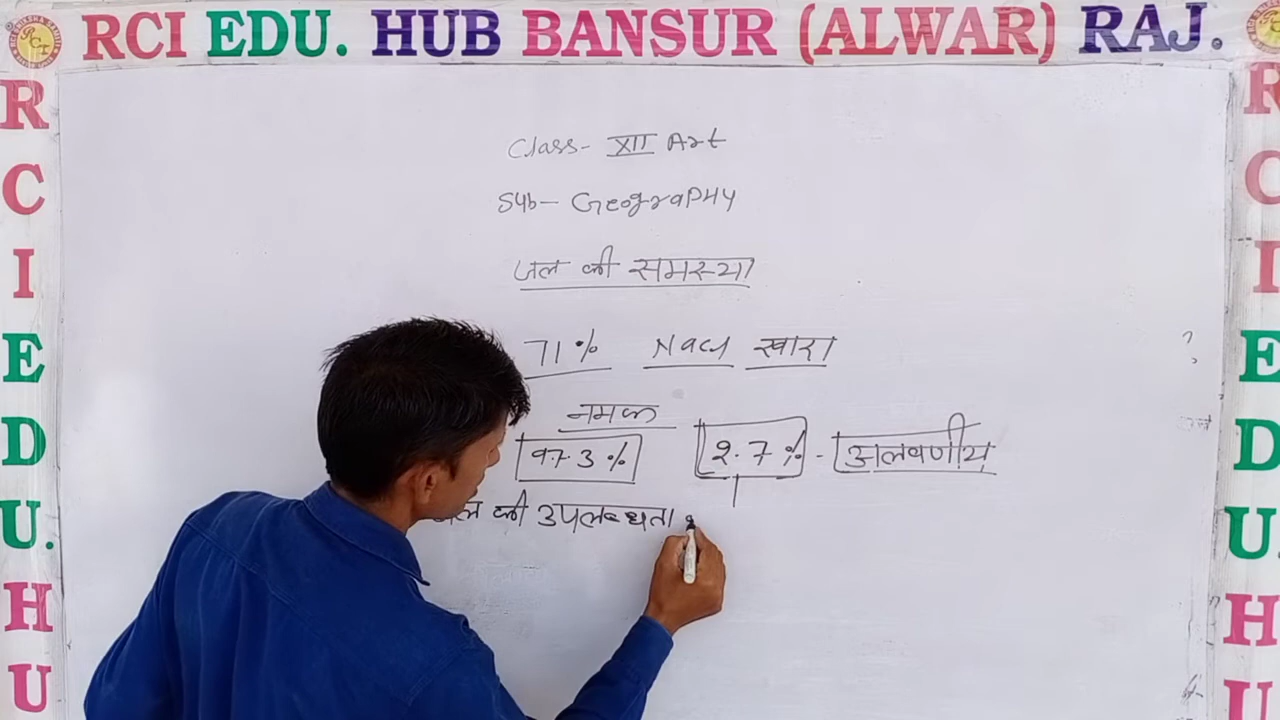 RCI EDU. HUB BANSUR (ALWAR) RAJ.
R
C
I
E
D
U.
H
U
Class- XII Art
Sub- Geography
जल की समस्या
71% Nacl खारा
नमक
97.3% 2.7% - अलवणीय
जल की उपलब्धता
R
C
I
E
D
U.
H
U